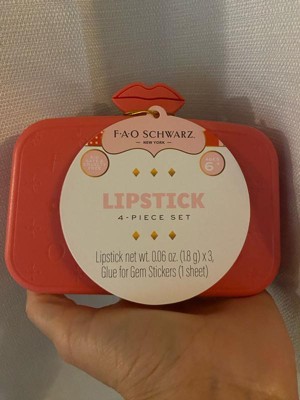 F·A·O SCHWARZ
NEW YORK
LIPSTICK
4-PIECE SET
Lipstick net wt. 0.06 oz. (1.8 g) x 3,
Glue for Gem Stickers (1 sheet)